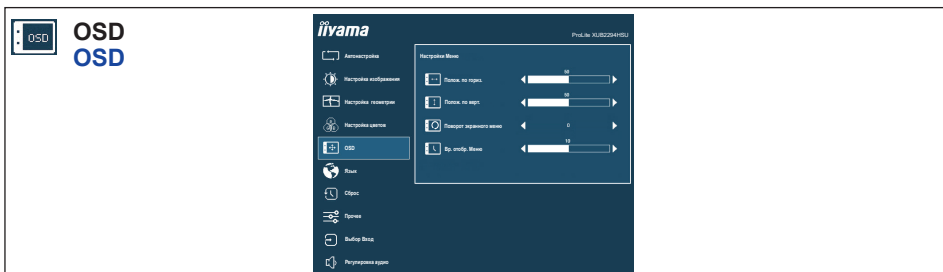 OSD
OSD
OSD
iiyama
ProLite XUB2294HSU
Автонастройка
Настройки Меню
Настройка изображения
Полож. по гориз.
50
Настройка геометрии
Полож. по верт.
50
Настройка цветов
Поворот экранного меню
0
OSD
Вр. отобр. Меню
10
Язык
Сброс
Прочее
Выбор Вход
Регулировка аудио